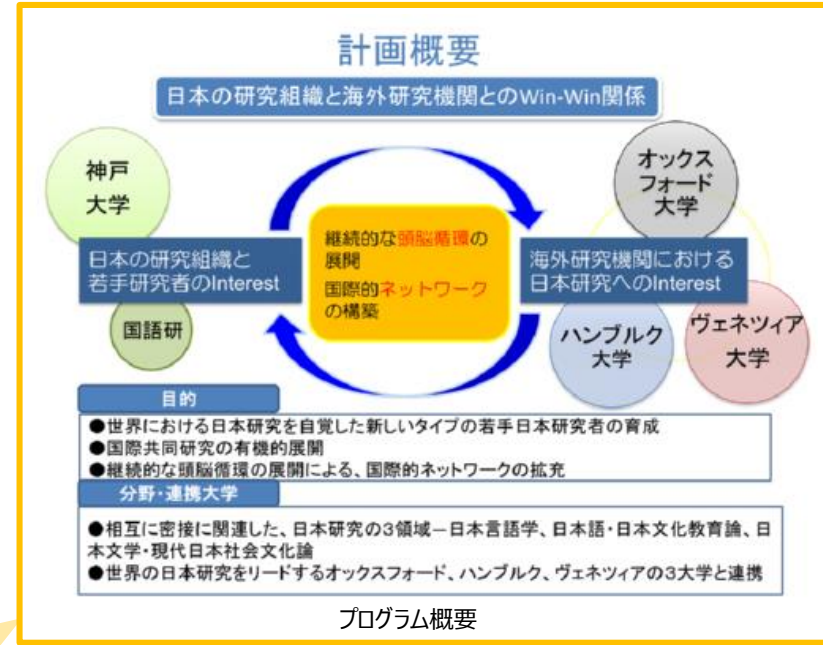 計画概要
日本の研究組織と海外研究機関とのWin-Win関係
神戸
大学
日本の研究組織と
若手研究者のInterest
国語研
継続的な頭脳循環の
展開
国際的ネットワーク
の構築
オックス
フォード
大学
海外研究機関における
日本研究へのInterest
ハンブルク
大学
ヴェネツィア
大学
目的
●世界における日本研究を自覚した新しいタイプの若手日本研究者の育成
●国際共同研究の有機的展開
●継続的な頭脳循環の展開による、国際的ネットワークの拡充
分野・連携大学
●相互に密接に関連した、日本研究の3領域－日本言語学、日本語・日本文化教育論、日
本文学・現代日本社会文化論
●世界の日本研究をリードするオックスフォード、ハンブルク、ヴェネツィアの3大学と連携
プログラム概要